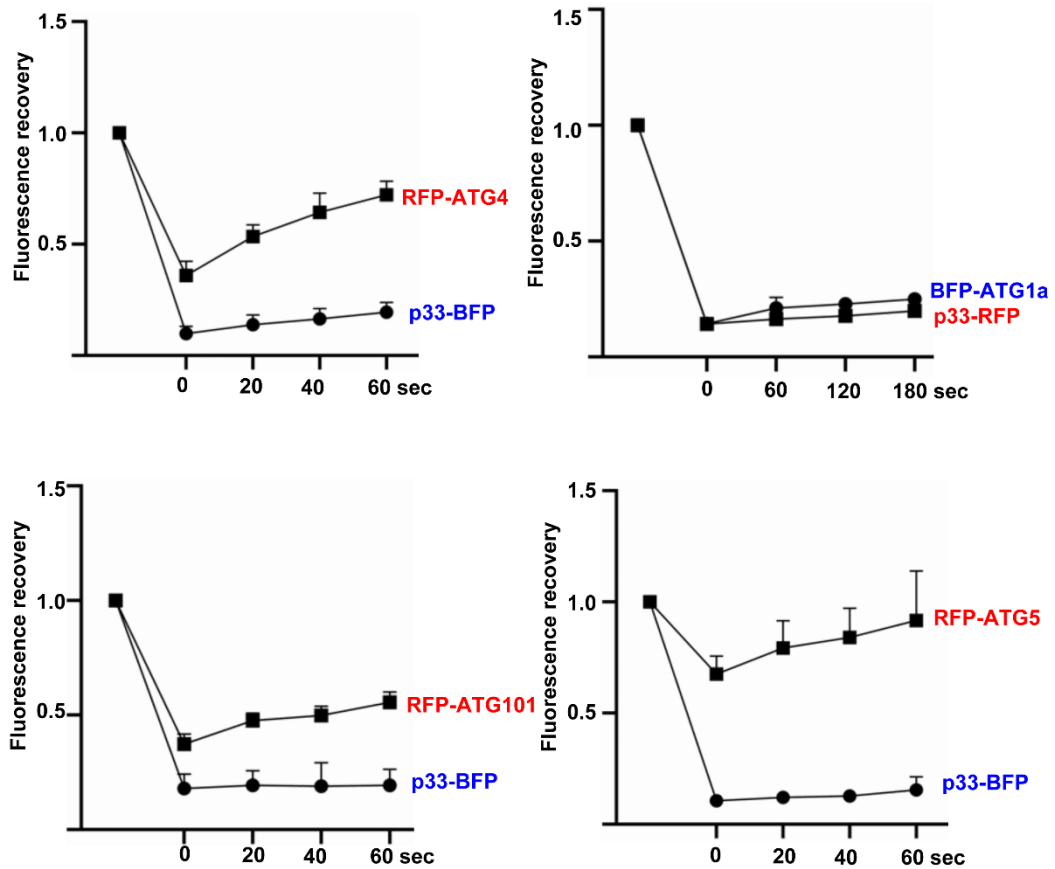 Fluorescence recovery
1.5
1.0
0.5
RFP-ATG4
p33-BFP
0 20 40 60 sec
Fluorescence recovery
1.5
1.0
0.5
BFP-ATG1a
p33-RFP
0 60 120 180 sec
Fluorescence recovery
1.5
1.0
0.5
RFP-ATG101
p33-BFP
0 20 40 60 sec
Fluorescence recovery
1.5
1.0
0.5
RFP-ATG5
p33-BFP
0 20 40 60 sec